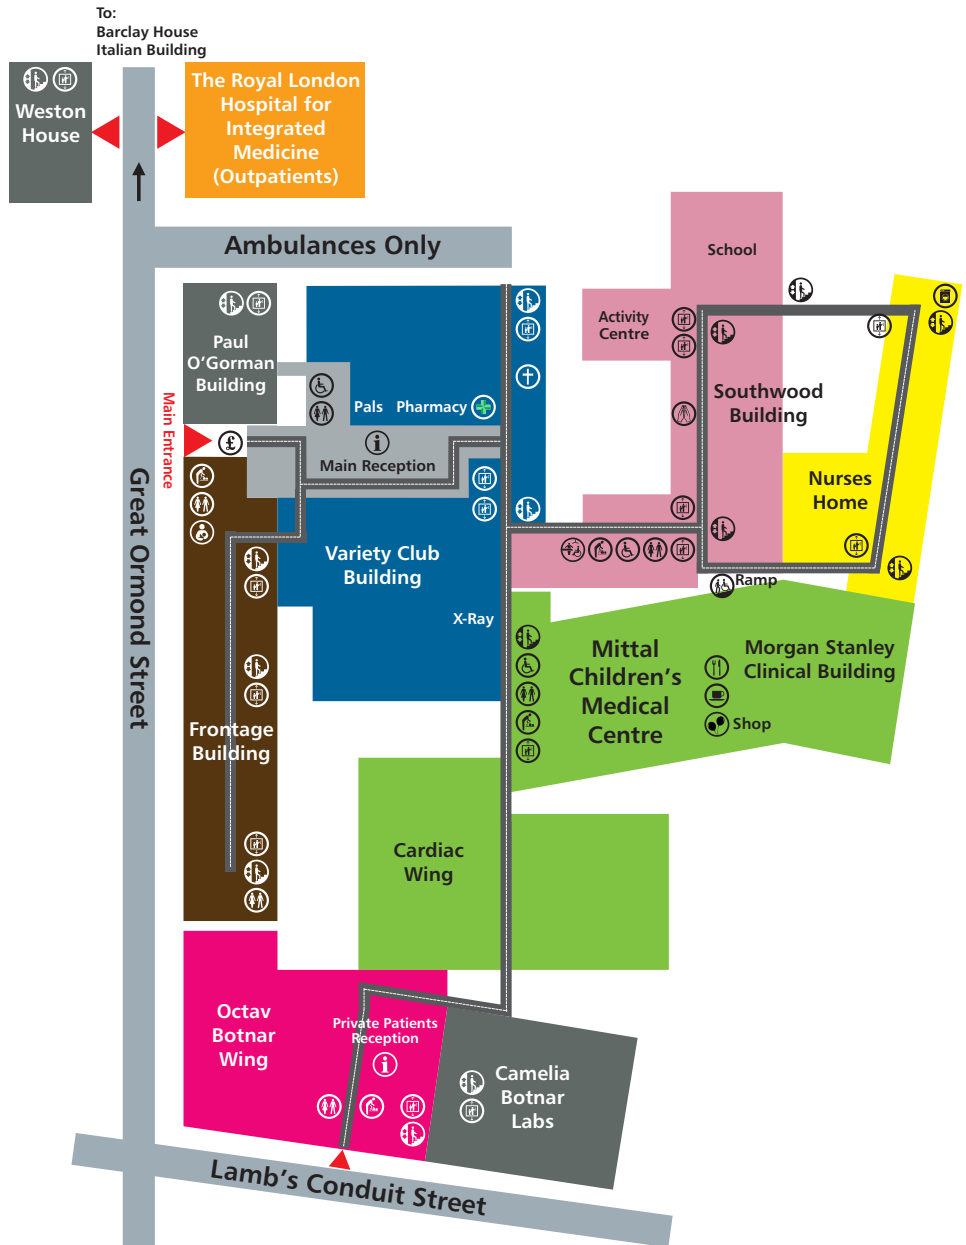 To:
Barclay House
Italian Building
Weston
House
The Royal London
Hospital for
Integrated
Medicine
(Outpatients)
Ambulances Only
School
Activity
Centre
Paul
O'Gorman
Building
Pals Pharmacy
Southwood
Building
Main Entrance
£
i
Main Reception
Nurses
Home
Great Ormond Street
Variety Club
Building
Ramp
X-Ray
Mittal
Children's
Medical
Centre
Morgan Stanley
Clinical Building
Shop
Frontage
Building
Cardiac
Wing
Octav
Botnar
Wing
Private Patients
Reception
i
Camelia
Botnar
Labs
Lamb's Conduit Street